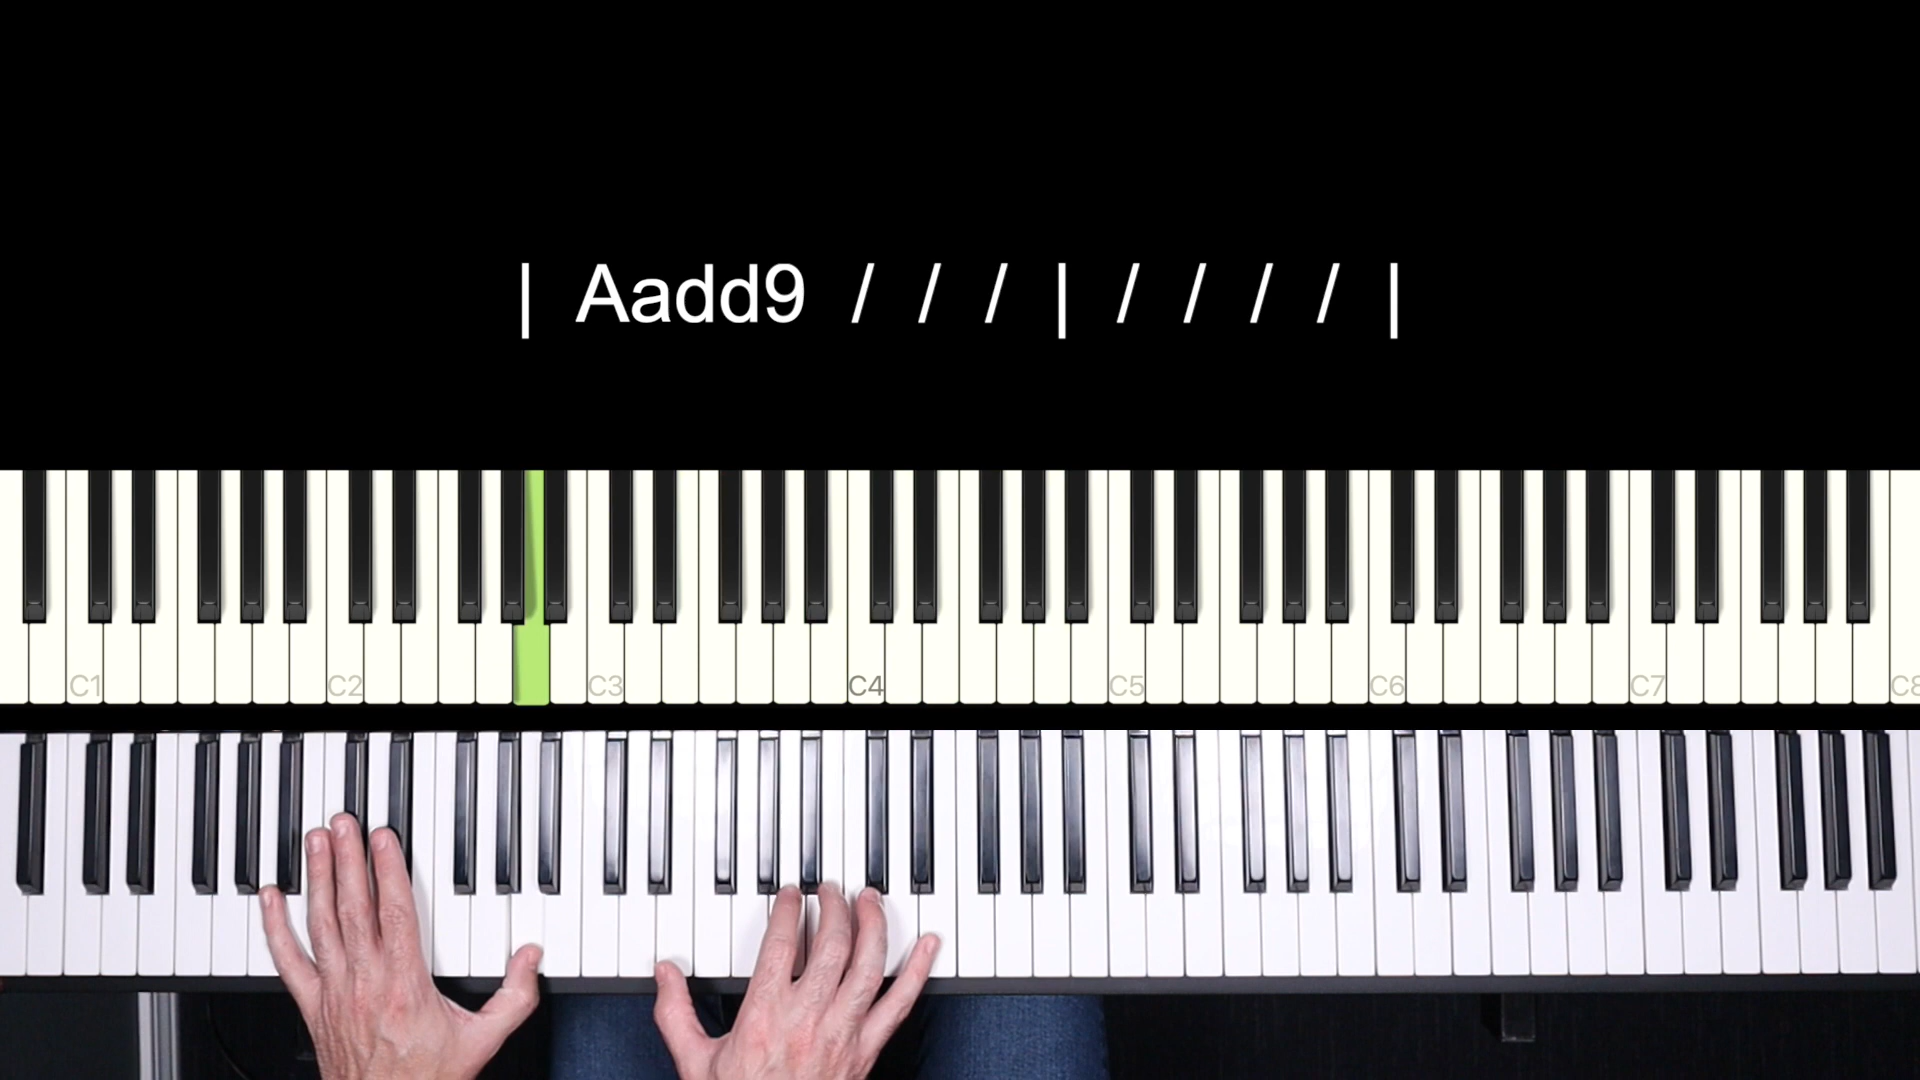 | Aadd9 / / / | / / / / |
C1 C2 C3 C4 C5 C6 C7 C8